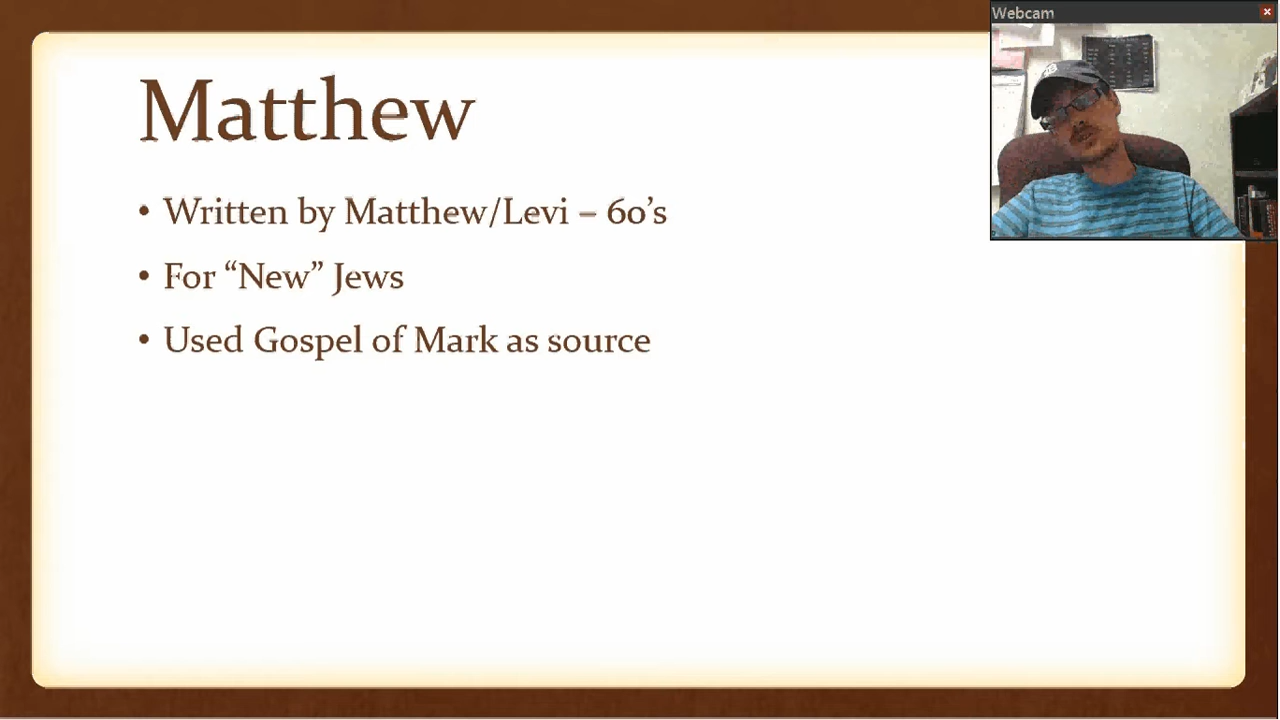 Webcam
Matthew
• Written by Matthew/Levi – 60’s
• For “New” Jews
• Used Gospel of Mark as source